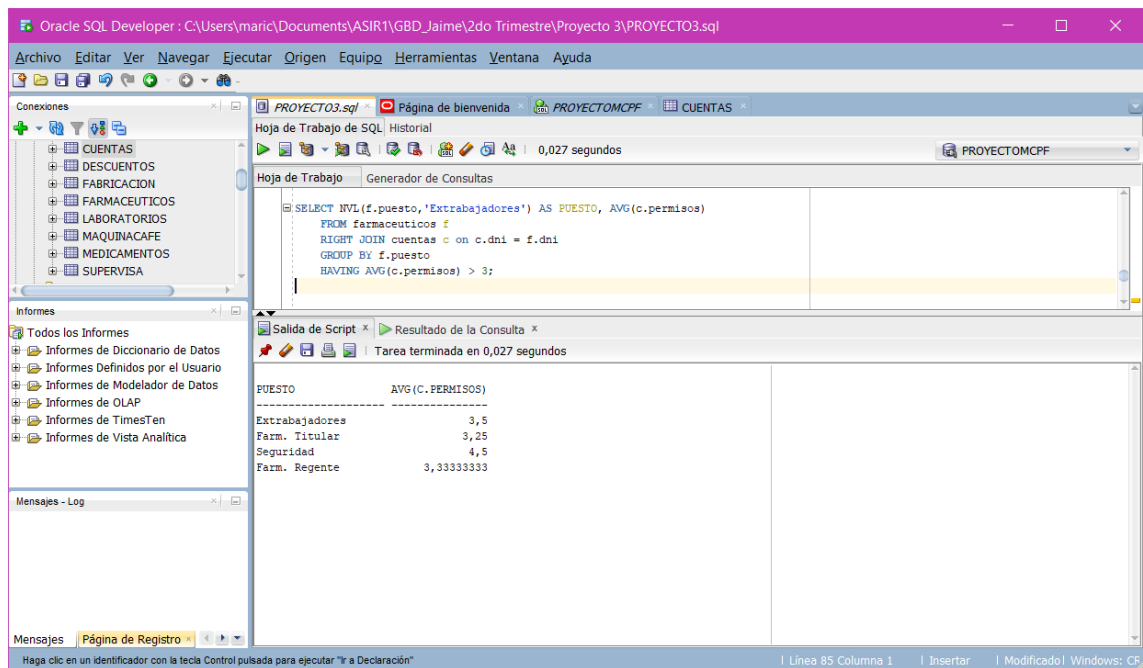 Oracle SQL Developer : C:\Users\maric\Documents\ASIR1\GBD_Jaime\2do Trimestre\Proyecto 3\PROYECTO3.sql
Archivo Editar Ver Navegar Ejecutar Origen Equipo Herramientas Ventana Ayuda
Conexiones
CUENTAS
DESCUENTOS
FABRICACION
FARMACEUTICOS
LABORATORIOS
MAQUINACAFE
MEDICAMENTOS
SUPERVISA
Informes
Todos los Informes
Informes de Diccionario de Datos
Informes Definidos por el Usuario
Informes de Modelador de Datos
Informes de OLAP
Informes de TimesTen
Informes de Vista Analítica
Mensajes - Log
Mensajes Página de Registro
PROYECTO3.sql Página de bienvenida PROYECTOMCPF CUENTAS
Hoja de Trabajo de SQL Historial
0,027 segundos PROYECTOMCPF
Hoja de Trabajo Generador de Consultas
SELECT NVL(f.puesto,'Extrabajadores') AS PUESTO, AVG(c.permisos)
FROM farmaceuticos f
RIGHT JOIN cuentas c on c.dni = f.dni
GROUP BY f.puesto
HAVING AVG(c.permisos) > 3;
Salida de Script Resultado de la Consulta
Tarea terminada en 0,027 segundos
PUESTO AVG(C.PERMISOS)
-------------------- ---------------
Extrabajadores 3,5
Farm. Titular 3,25
Seguridad 4,5
Farm. Regente 3,33333333
Haga clic en un identificador con la tecla Control pulsada para ejecutar "Ir a Declaración"
Línea 85 Columna 1 Insertar Modificado Windows: CR